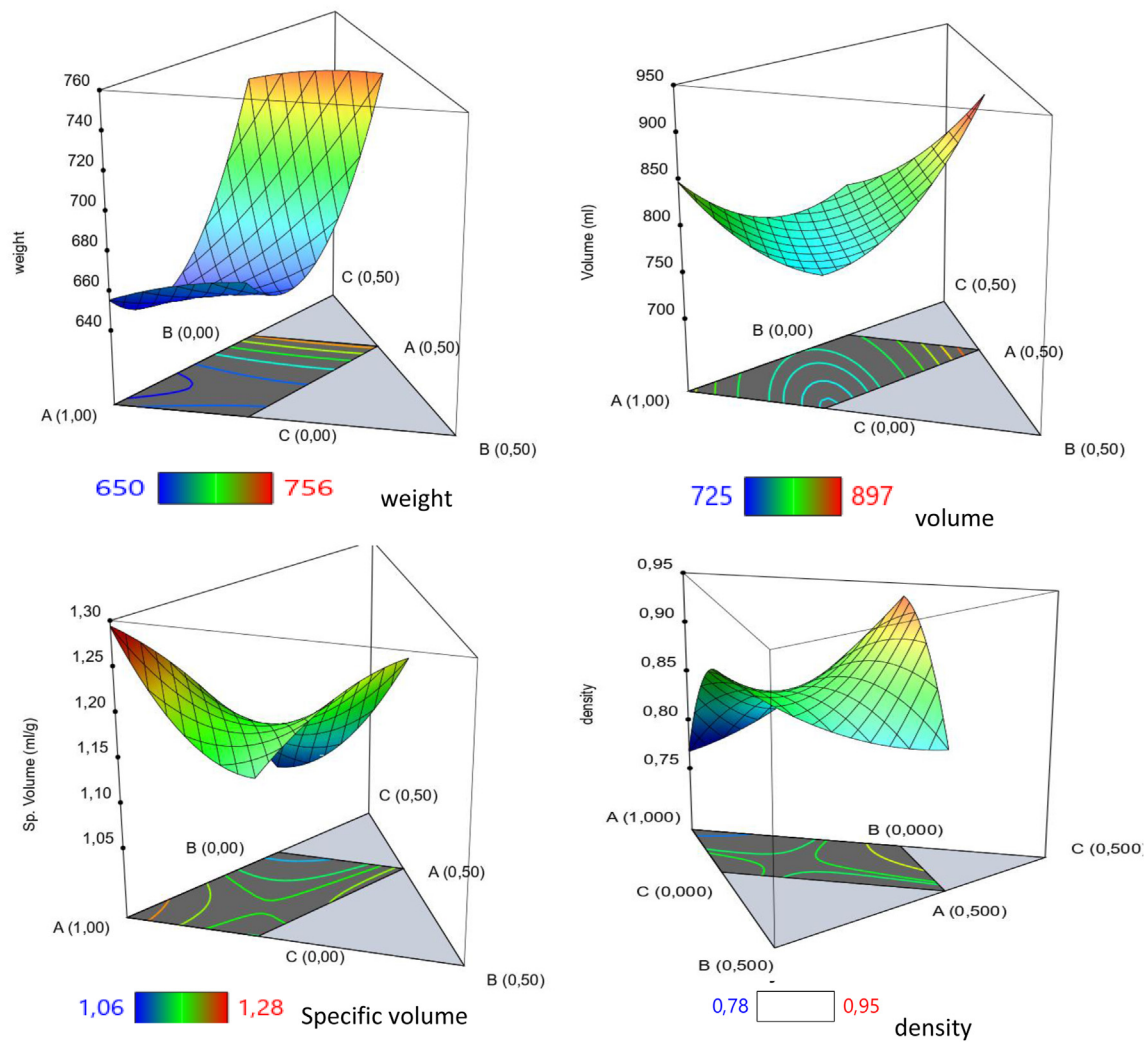 760
740
720
700
680
660
640
weight
B (0,00)
C (0,50)
A (0,50)
A (1,00)
C (0,00)
B (0,50)
650
756
weight
950
900
850
800
750
700
Volume (ml)
C (0,50)
B (0,00)
A (0,50)
A (1,00)
C (0,00)
B (0,50)
725
897
volume
1,30
1,25
1,20
1,15
1,10
1,05
Sp. Volume (ml/g)
C (0,50)
B (0,00)
A (0,50)
A (1,00)
C (0,00)
B (0,50)
1,06
1,28
Specific volume
0,95
0,90
0,85
0,80
0,75
density
A (1,000)
B (0,000)
C (0,500)
C (0,000)
A (0,500)
B (0,500)
0,78
0,95
density